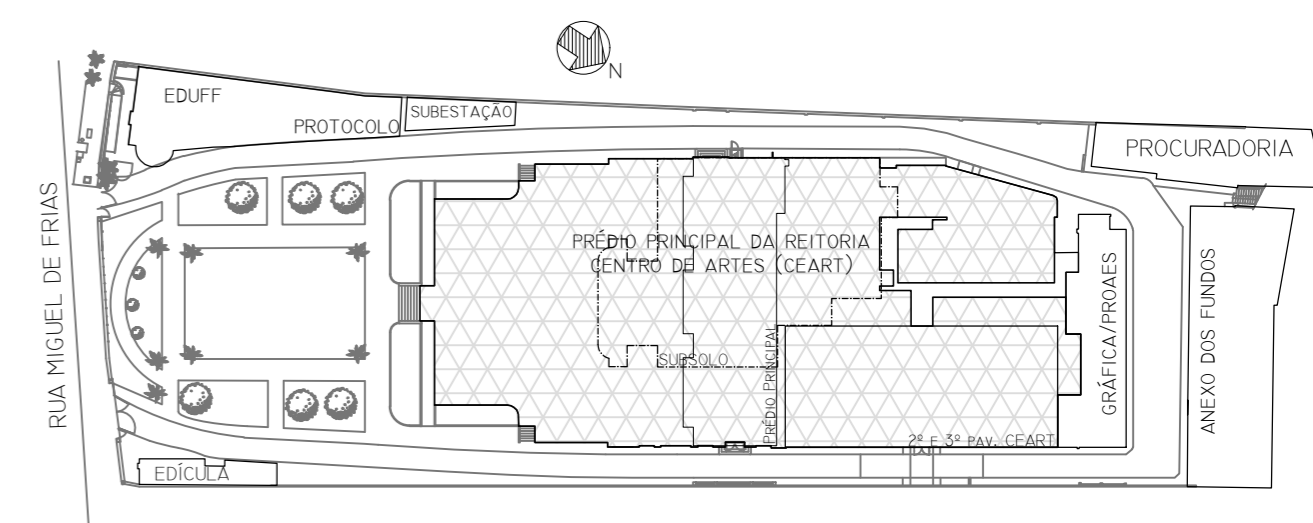 N
EDUFF
PROTOCOLO
SUBESTAÇÃO
PROCURADORIA
RUA MIGUEL DE FRIAS
PRÉDIO PRINCIPAL DA REITORIA
CENTRO DE ARTES (CEART)
SUBSOLO
PRÉDIO PRINCIPAL
GRÁFICA/PROAES
ANEXO DOS FUNDOS
2º E 3º PAV. CEART
EDÍCULA